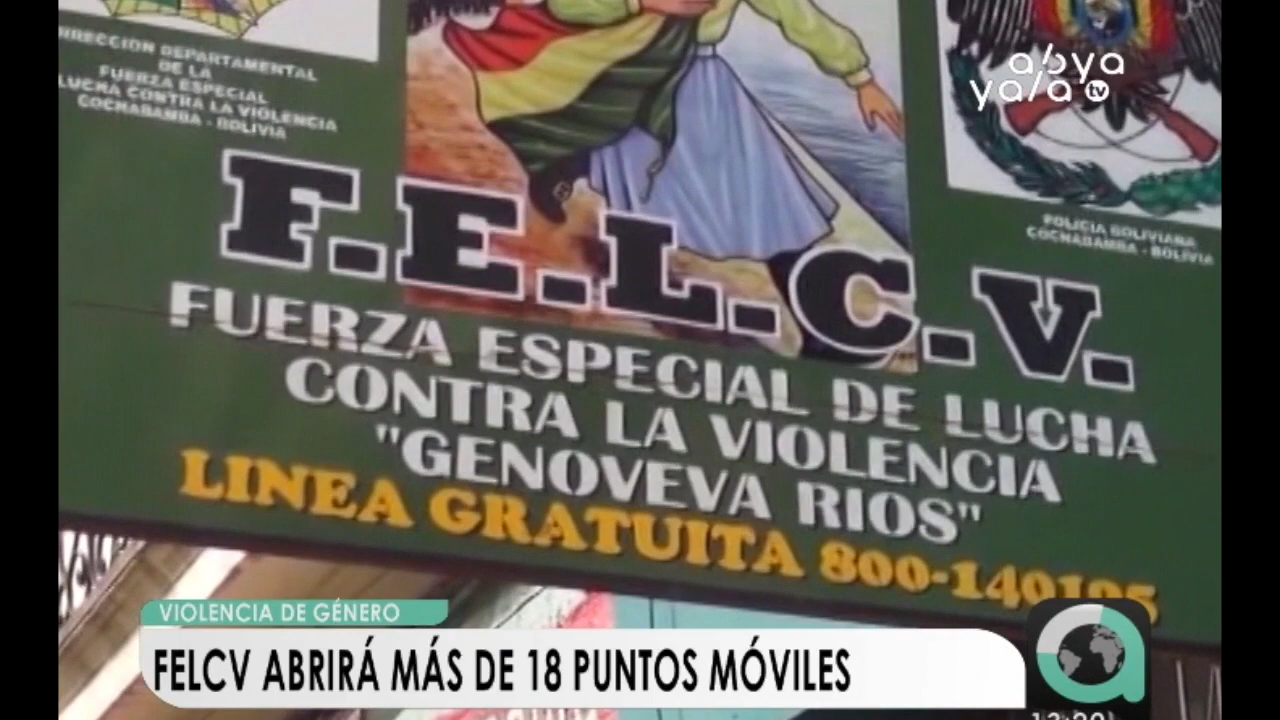 abya
yala tv
RRECCION DEPARTAMENTAL
DE LA
FUERZA ESPECIAL
LUCHA CONTRA LA VIOLENCIA
COCHABAMBA - BOLIVIA
POLICIA BOLIVIANA
COCHABAMBA - BOLIVIA
F.E.L.C.V.
FUERZA ESPECIAL DE LUCHA
CONTRA LA VIOLENCIA
"GENOVEVA RIOS"
LINEA GRATUITA 800-140195
VIOLENCIA DE GÉNERO
FELCV ABRIRÁ MÁS DE 18 PUNTOS MÓVILES